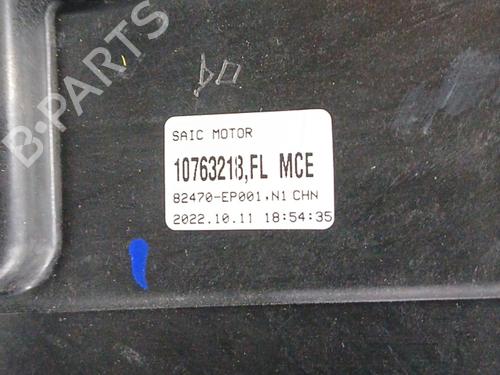 B-PARTS
SAIC MOTOR
10763218,FL MCE
82470-EP001,N1 CHN
2022.10.11 18:54:35